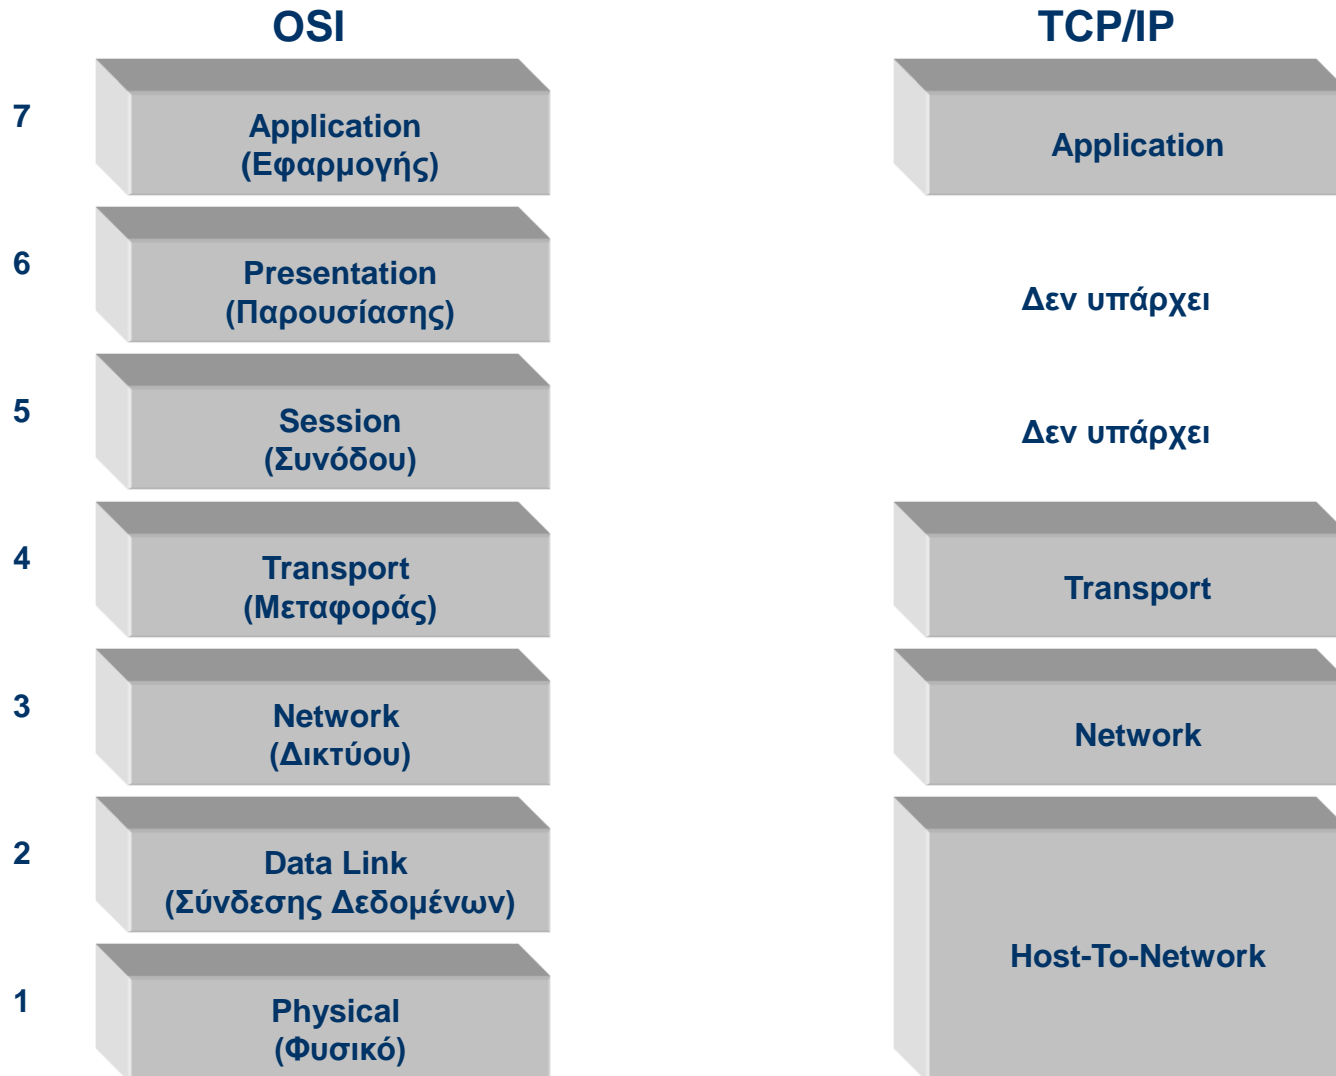 OSI
TCP/IP
7
Application
(Εφαρμογής)
Application
6
Presentation
(Παρουσίασης)
Δεν υπάρχει
5
Session
(Συνόδου)
Δεν υπάρχει
4
Transport
(Μεταφοράς)
Transport
3
Network
(Δικτύου)
Network
2
Data Link
(Σύνδεσης Δεδομένων)
Host-To-Network
1
Physical
(Φυσικό)